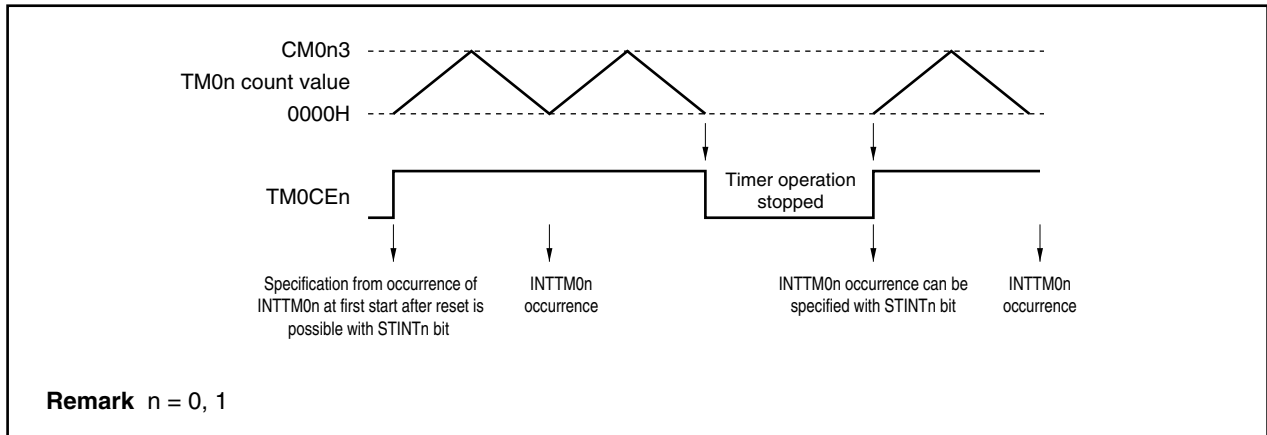 CM0n3
TM0n count value
0000H
TM0CEn
Timer operation
stopped
Specification from occurrence of
INTTM0n at first start after reset is
possible with STINTn bit
INTTM0n
occurrence
INTTM0n occurrence can be
specified with STINTn bit
INTTM0n
occurrence
Remark n = 0, 1